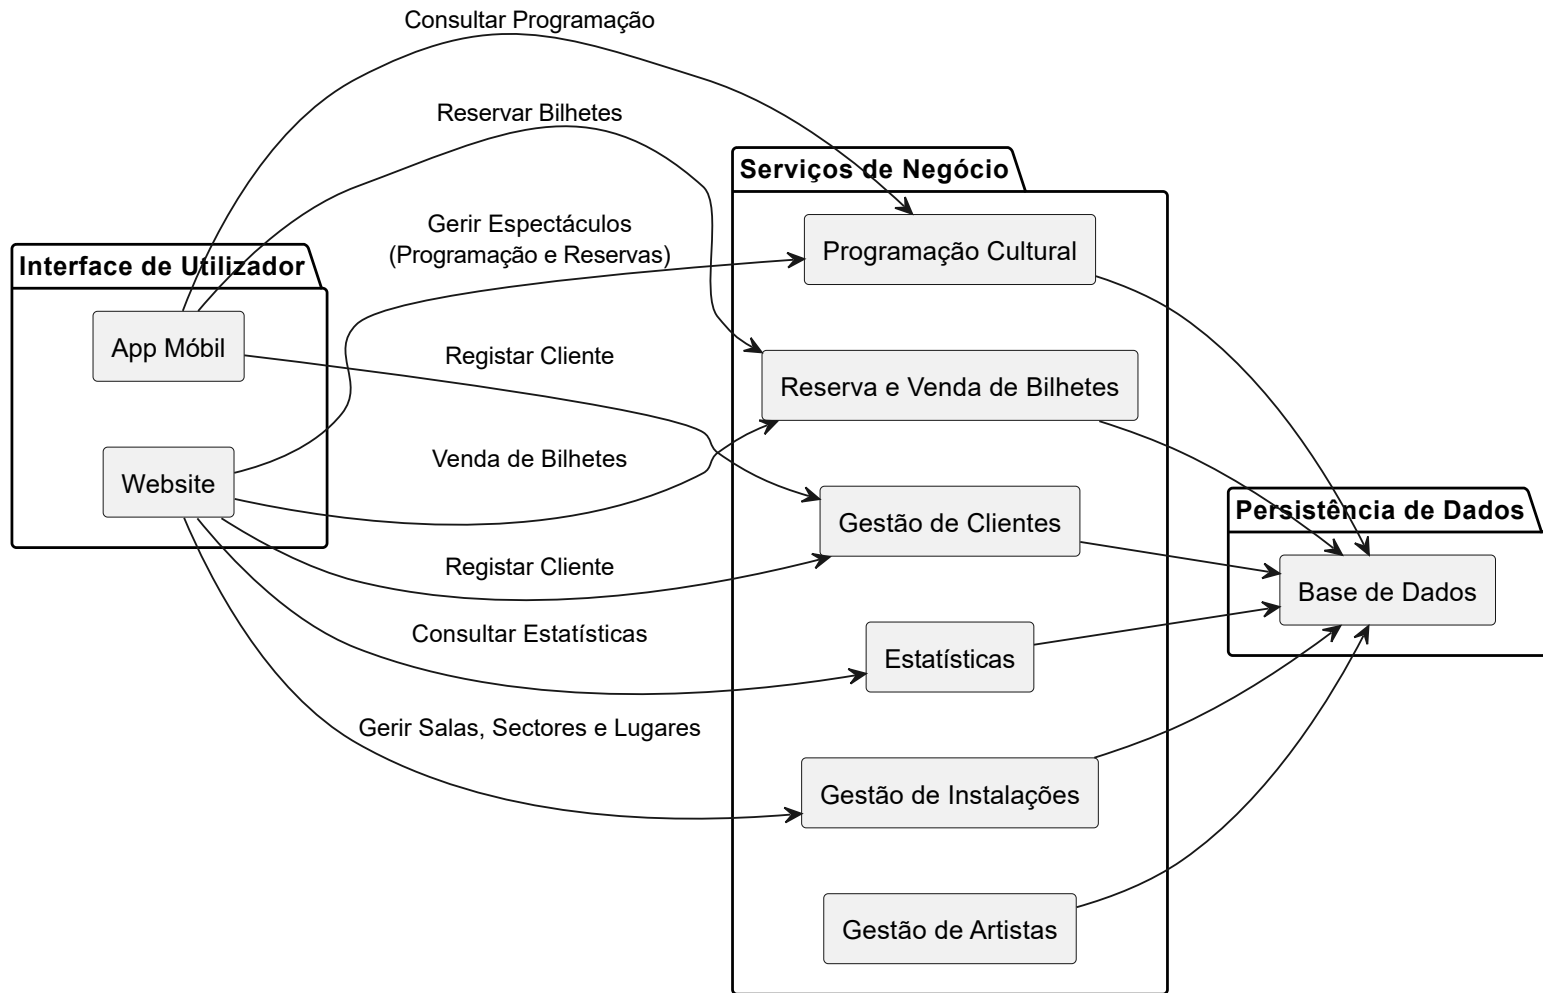 Consultar Programação
Reservar Bilhetes
Serviços de Negócio
Gerir Espectáculos
(Programação e Reservas)
Programação Cultural
Interface de Utilizador
App Móbil
Registar Cliente
Reserva e Venda de Bilhetes
Venda de Bilhetes
Website
Gestão de Clientes
Persistência de Dados
Registar Cliente
Base de Dados
Consultar Estatísticas
Estatísticas
Gerir Salas, Sectores e Lugares
Gestão de Instalações
Gestão de Artistas